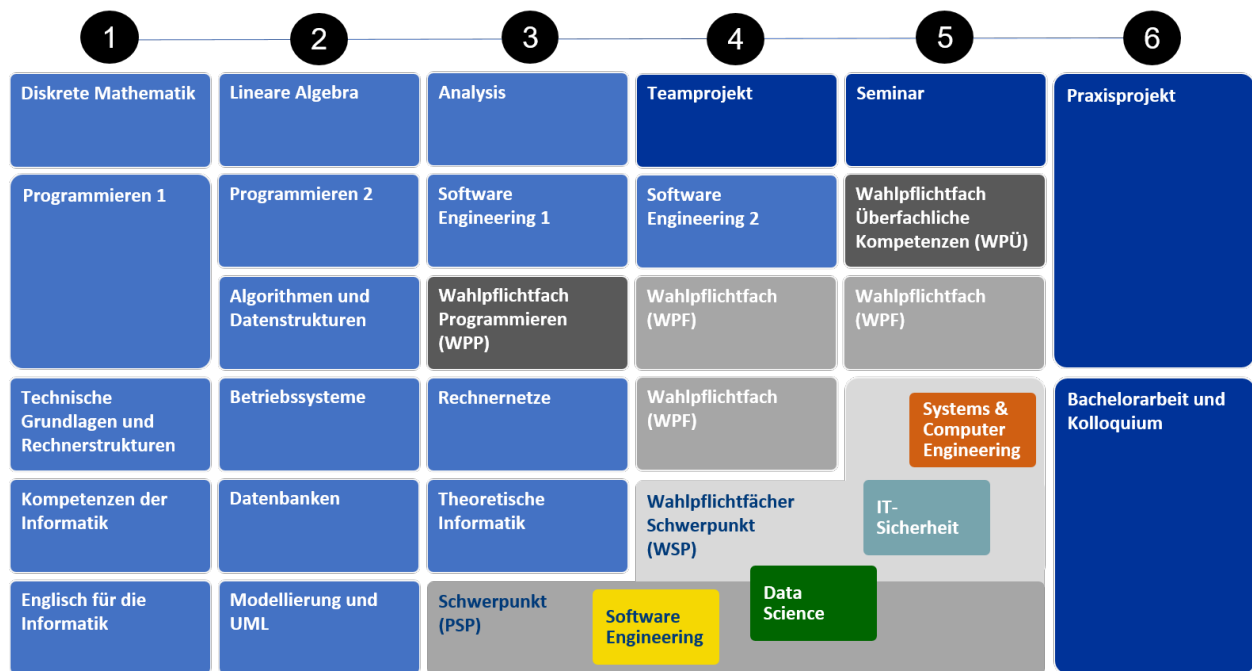 1
2
3
4
5
6
Diskrete Mathematik
Lineare Algebra
Analysis
Teamprojekt
Seminar
Praxisprojekt
Programmieren 1
Programmieren 2
Software
Engineering 1
Software
Engineering 2
Wahlpflichtfach
Überfachliche
Kompetenzen (WPÜ)
Algorithmen und
Datenstrukturen
Wahlpflichtfach
Programmieren
(WPP)
Wahlpflichtfach
(WPF)
Wahlpflichtfach
(WPF)
Technische
Grundlagen und
Rechnerstrukturen
Betriebssysteme
Rechnernetze
Wahlpflichtfach
(WPF)
Systems &
Computer
Engineering
Bachelorarbeit und
Kolloquium
Kompetenzen der
Informatik
Datenbanken
Theoretische
Informatik
Wahlpflichtfächer
Schwerpunkt
(WSP)
IT-
Sicherheit
Englisch für die
Informatik
Modellierung und
UML
Schwerpunkt
(PSP)
Software
Engineering
Data
Science